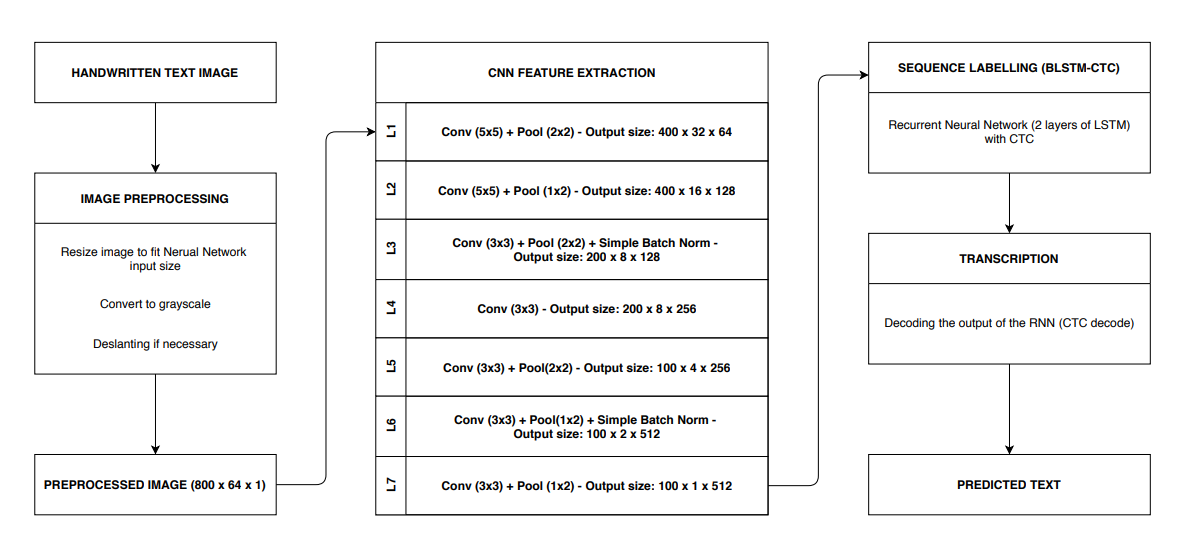 HANDWRITTEN TEXT IMAGE
IMAGE PREPROCESSING
Resize image to fit Nerual Network
input size
Convert to grayscale
Deslanting if necessary
PREPROCESSED IMAGE (800 x 64 x 1)
CNN FEATURE EXTRACTION
L1
Conv (5x5) + Pool (2x2) - Output size: 400 x 32 x 64
L2
Conv (5x5) + Pool (1x2) - Output size: 400 x 16 x 128
L3
Conv (3x3) + Pool (2x2) + Simple Batch Norm -
Output size: 200 x 8 x 128
L4
Conv (3x3) - Output size: 200 x 8 x 256
L5
Conv (3x3) + Pool(2x2) - Output size: 100 x 4 x 256
L6
Conv (3x3) + Pool(1x2) + Simple Batch Norm -
Output size: 100 x 2 x 512
L7
Conv (3x3) + Pool (1x2) - Output size: 100 x 1 x 512
SEQUENCE LABELLING (BLSTM-CTC)
Recurrent Neural Network (2 layers of LSTM)
with CTC
TRANSCRIPTION
Decoding the output of the RNN (CTC decode)
PREDICTED TEXT